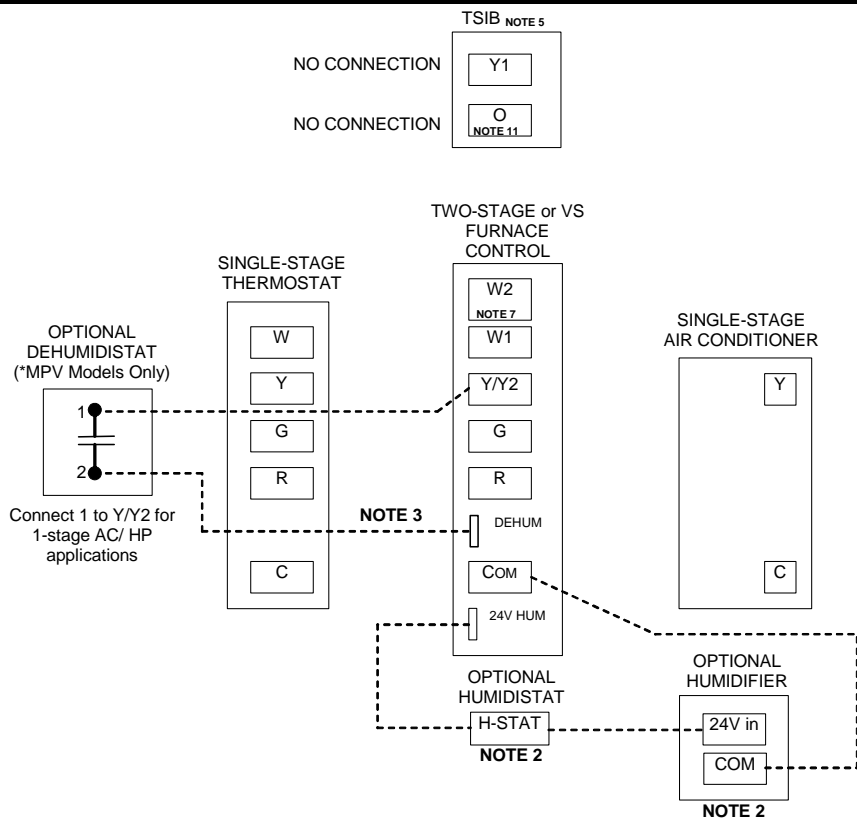 TSIB NOTE 5
NO CONNECTION
Y1
NO CONNECTION
O
NOTE 11
TWO-STAGE or VS
FURNACE
CONTROL
SINGLE-STAGE
THERMOSTAT
SINGLE-STAGE
AIR CONDITIONER
OPTIONAL
DEHUMIDISTAT
(*MPV Models Only)
1
2
Connect 1 to Y/Y2 for
1-stage AC/ HP
applications
W
Y
G
R
C
NOTE 3
W2
NOTE 7
W1
Y/Y2
G
R
DEHUM
COM
24V HUM
Y
C
OPTIONAL
HUMIDISTAT
H-STAT
NOTE 2
OPTIONAL
HUMIDIFIER
24V in
COM
NOTE 2